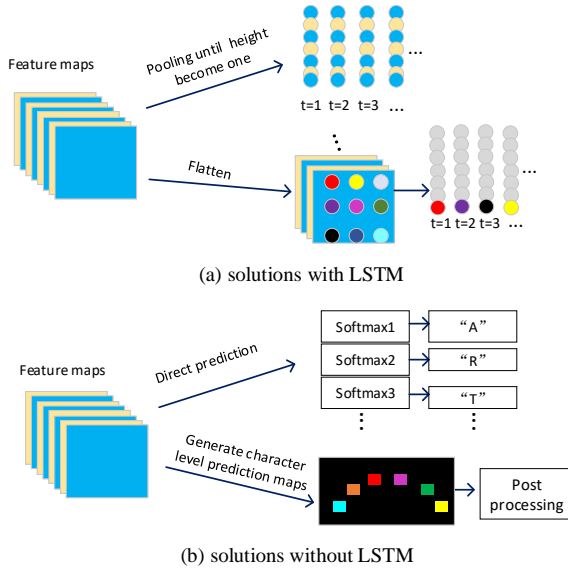 Feature maps
Pooling until height
become one
...
t=1 t=2 t=3 ...
Flatten
...
...
t=1 t=2 t=3 ...
(a) solutions with LSTM
Feature maps
Direct prediction
Softmax1
“A”
Softmax2
“R”
Softmax3
“T”
Generate character
level prediction maps
Post
processing
(b) solutions without LSTM